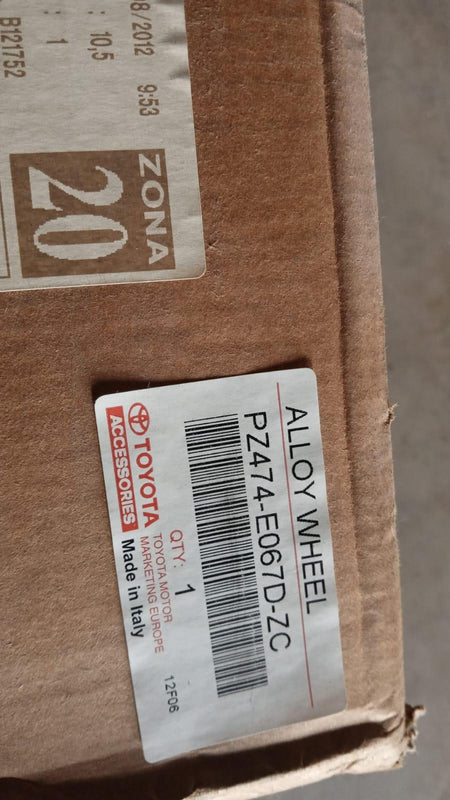 8/2012 9:53
: 10,5
: 1
B121752
ZONA
20
ALLOY WHEEL
PZ474-E067D-ZC
QTY: 1
TOYOTA MOTOR
MARKETING EUROPE
12F06
TOYOTA
ACCESSORIES
Made in Italy